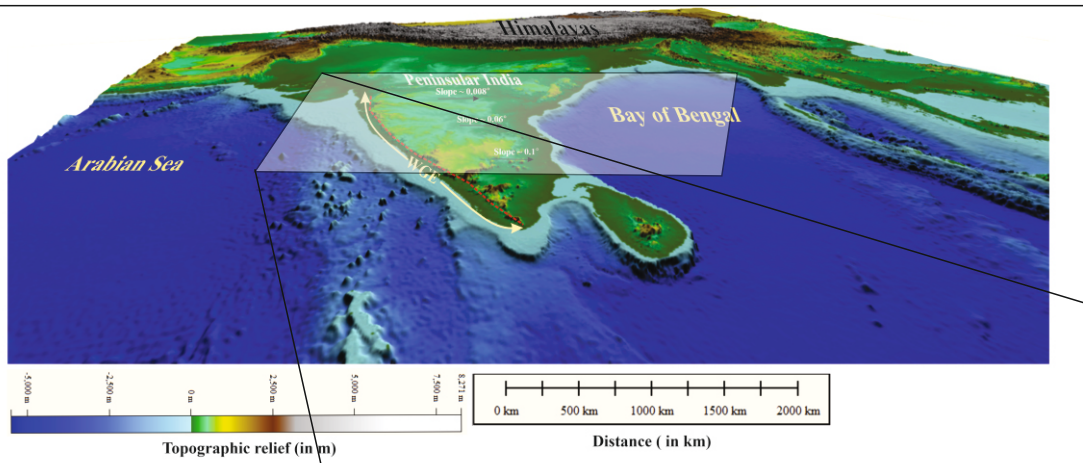 Himalayas
Peninsular India
Slope ~ 0.008°
Slope ~ 0.06°
Slope ~ 0.1°
Bay of Bengal
Arabian Sea
WGE
-5,000 m
-2,500 m
0 m
2,500 m
5,000 m
7,500 m
8,271 m
Topographic relief (in m)
0 km 500 km 1000 km 1500 km 2000 km
Distance ( in km)